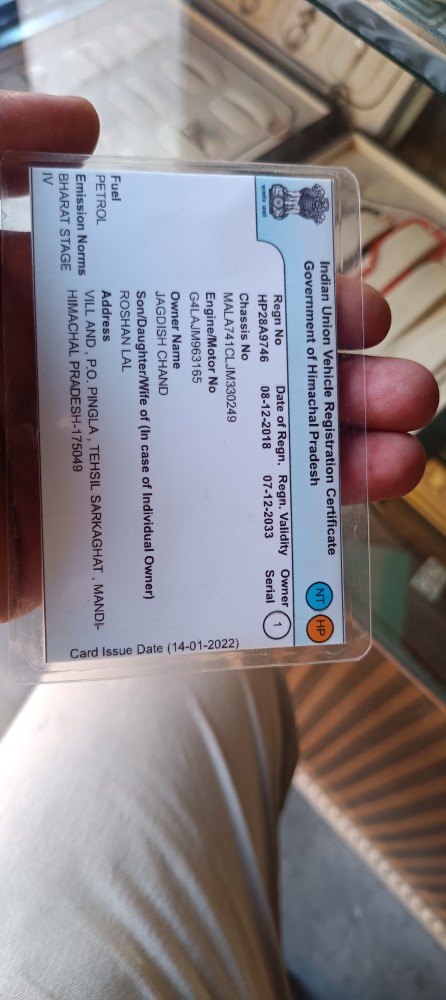 Indian Union Vehicle Registration Certificate
Government of Himachal Pradesh
NT HP
Regn No Date of Regn. Regn. Validity Owner Serial 1
HP28A9746 08-12-2018 07-12-2033
Chassis No
MALA741CLJM330249
Engine/Motor No
G4LAJM963165
Owner Name
JAGDISH CHAND
Son/Daughter/Wife of (In case of Individual Owner)
ROSHAN LAL
Fuel
PETROL
Address
VILL AND , P.O. PINGLA , TEHSIL SARKAGHAT , MANDI-
HIMACHAL PRADESH-175049
Emission Norms
BHARAT STAGE
IV
Card Issue Date (14-01-2022)